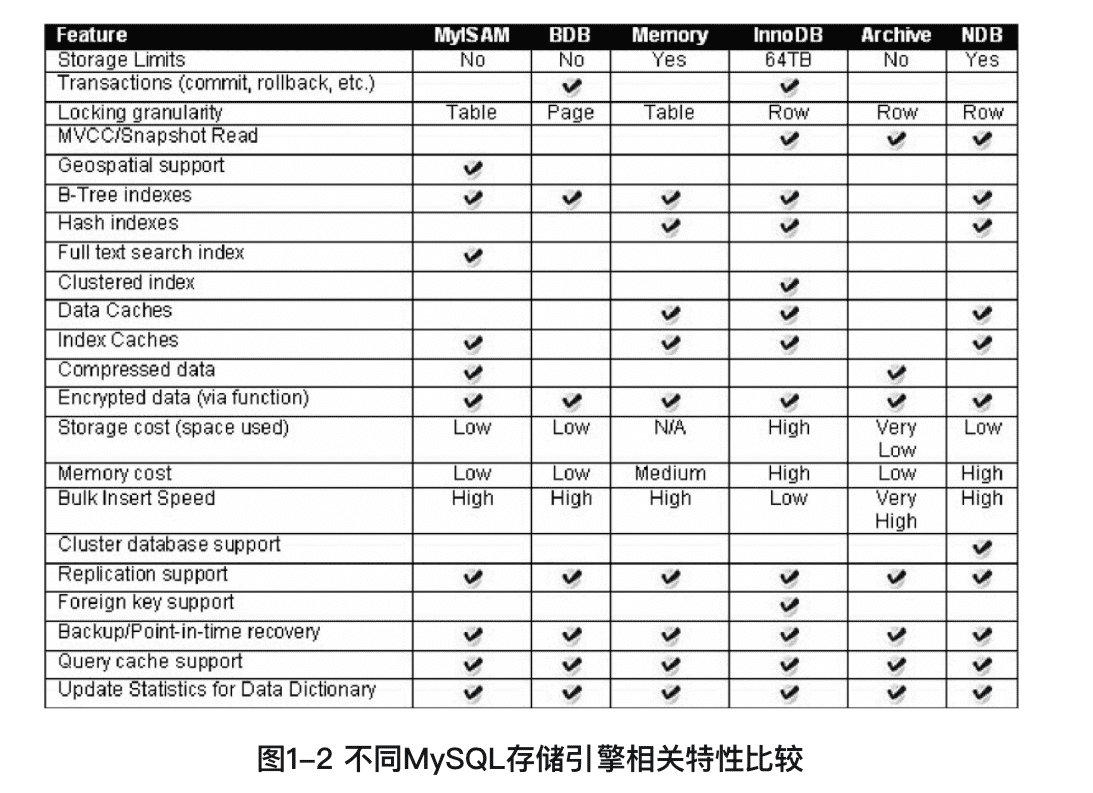 Feature MyISAM BDB Memory InnoDB Archive NDB
Storage Limits No No Yes 64TB No Yes
Transactions (commit, rollback, etc.) ✔ ✔
Locking granularity Table Page Table Row Row Row
MVCC/Snapshot Read ✔ ✔ ✔
Geospatial support ✔
B-Tree indexes ✔ ✔ ✔ ✔ ✔
Hash indexes ✔ ✔ ✔
Full text search index ✔
Clustered index ✔
Data Caches ✔ ✔ ✔
Index Caches ✔ ✔ ✔ ✔
Compressed data ✔ ✔
Encrypted data (via function) ✔ ✔ ✔ ✔ ✔ ✔
Storage cost (space used) Low Low N/A High Very Low
Low
Memory cost Low Low Medium High Low High
Bulk Insert Speed High High High Low Very High
High
Cluster database support ✔
Replication support ✔ ✔ ✔ ✔ ✔ ✔
Foreign key support ✔
Backup/Point-in-time recovery ✔ ✔ ✔ ✔ ✔ ✔
Query cache support ✔ ✔ ✔ ✔ ✔ ✔
Update Statistics for Data Dictionary ✔ ✔ ✔ ✔ ✔ ✔
图1-2 不同MySQL存储引擎相关特性比较